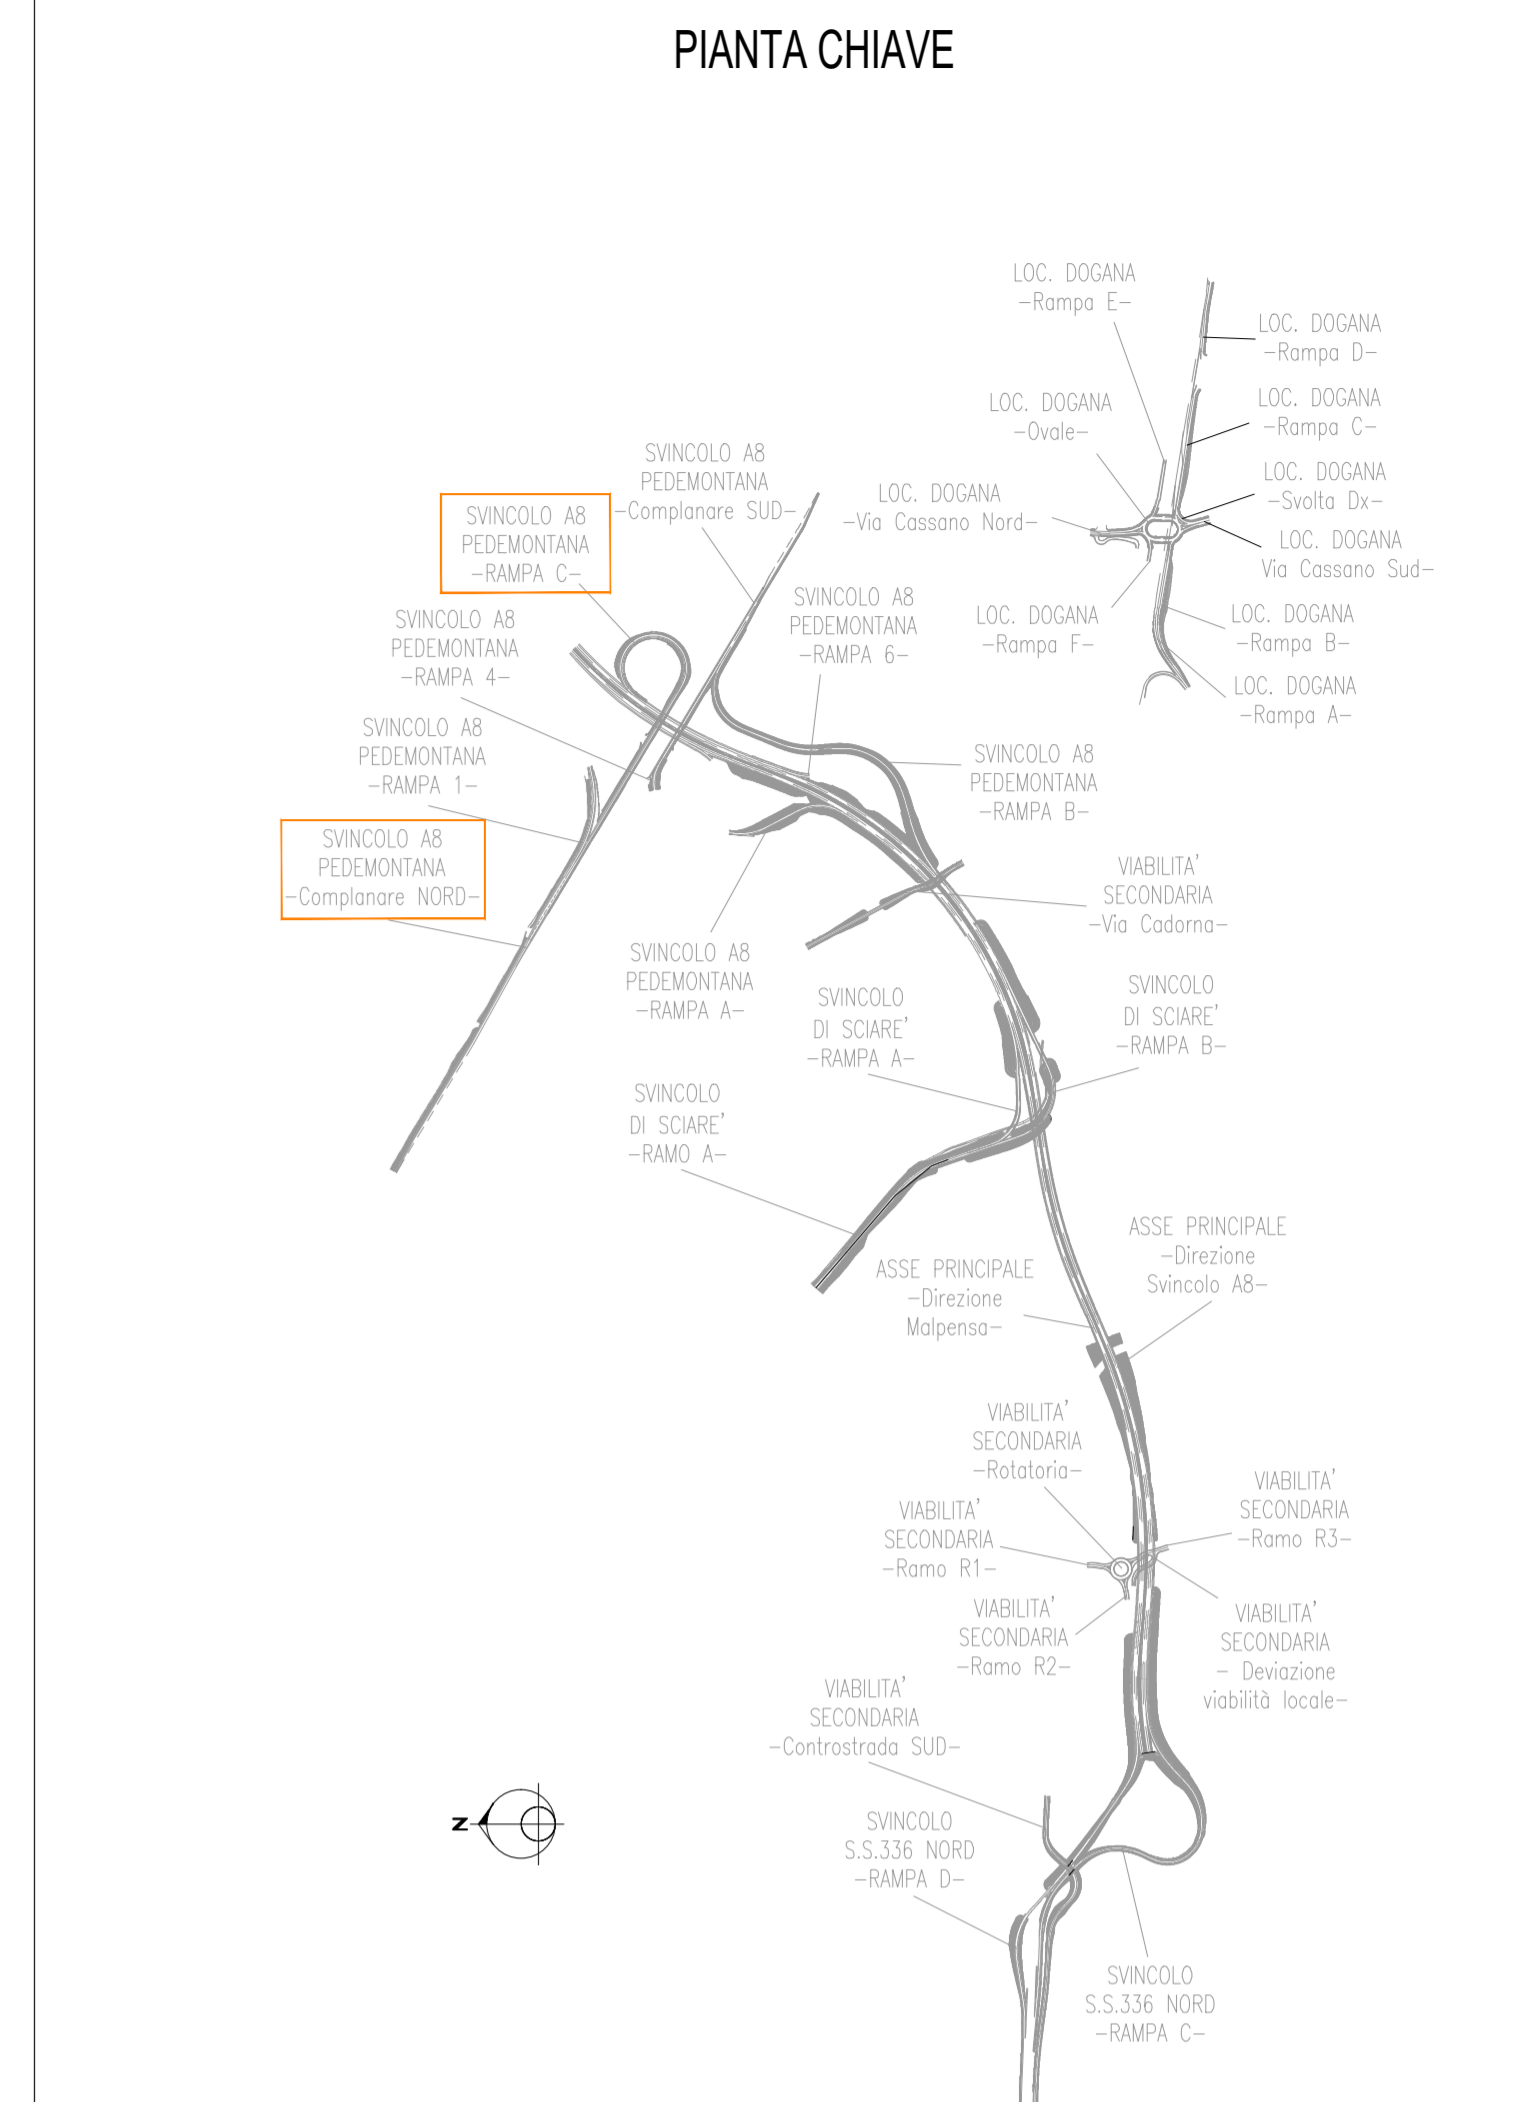 PIANTA CHIAVE
LOC. DOGANA
-Rampa E-
LOC. DOGANA
-Rampa D-
LOC. DOGANA
-Ovale-
LOC. DOGANA
-Rampa C-
SVINCOLO A8
PEDEMONTANA
-Complanare SUD-
LOC. DOGANA
-Svolta Dx-
LOC. DOGANA
-Via Cassano Nord-
SVINCOLO A8
PEDEMONTANA
-RAMPA C-
LOC. DOGANA
Via Cassano Sud-
SVINCOLO A8
PEDEMONTANA
-RAMPA 6-
LOC. DOGANA
-Rampa F-
LOC. DOGANA
-Rampa B-
SVINCOLO A8
PEDEMONTANA
-RAMPA 4-
LOC. DOGANA
-Rampa A-
SVINCOLO A8
PEDEMONTANA
-RAMPA 1-
SVINCOLO A8
PEDEMONTANA
-RAMPA B-
SVINCOLO A8
PEDEMONTANA
-Complanare NORD-
VIABILITA'
SECONDARIA
-Via Cadorna-
SVINCOLO A8
PEDEMONTANA
-RAMPA A-
SVINCOLO
DI SCIARE'
-RAMPA A-
SVINCOLO
DI SCIARE'
-RAMPA B-
SVINCOLO
DI SCIARE'
-RAMO A-
ASSE PRINCIPALE
-Direzione
Svincolo A8-
ASSE PRINCIPALE
-Direzione
Malpensa-
VIABILITA'
SECONDARIA
-Rotatoria-
VIABILITA'
SECONDARIA
-Ramo R3-
VIABILITA'
SECONDARIA
-Ramo R1-
VIABILITA'
SECONDARIA
-Ramo R2-
VIABILITA'
SECONDARIA
- Deviazione
viabilità locale-
VIABILITA'
SECONDARIA
-Controstrada SUD-
N
SVINCOLO
S.S.336 NORD
-RAMPA D-
SVINCOLO
S.S.336 NORD
-RAMPA C-